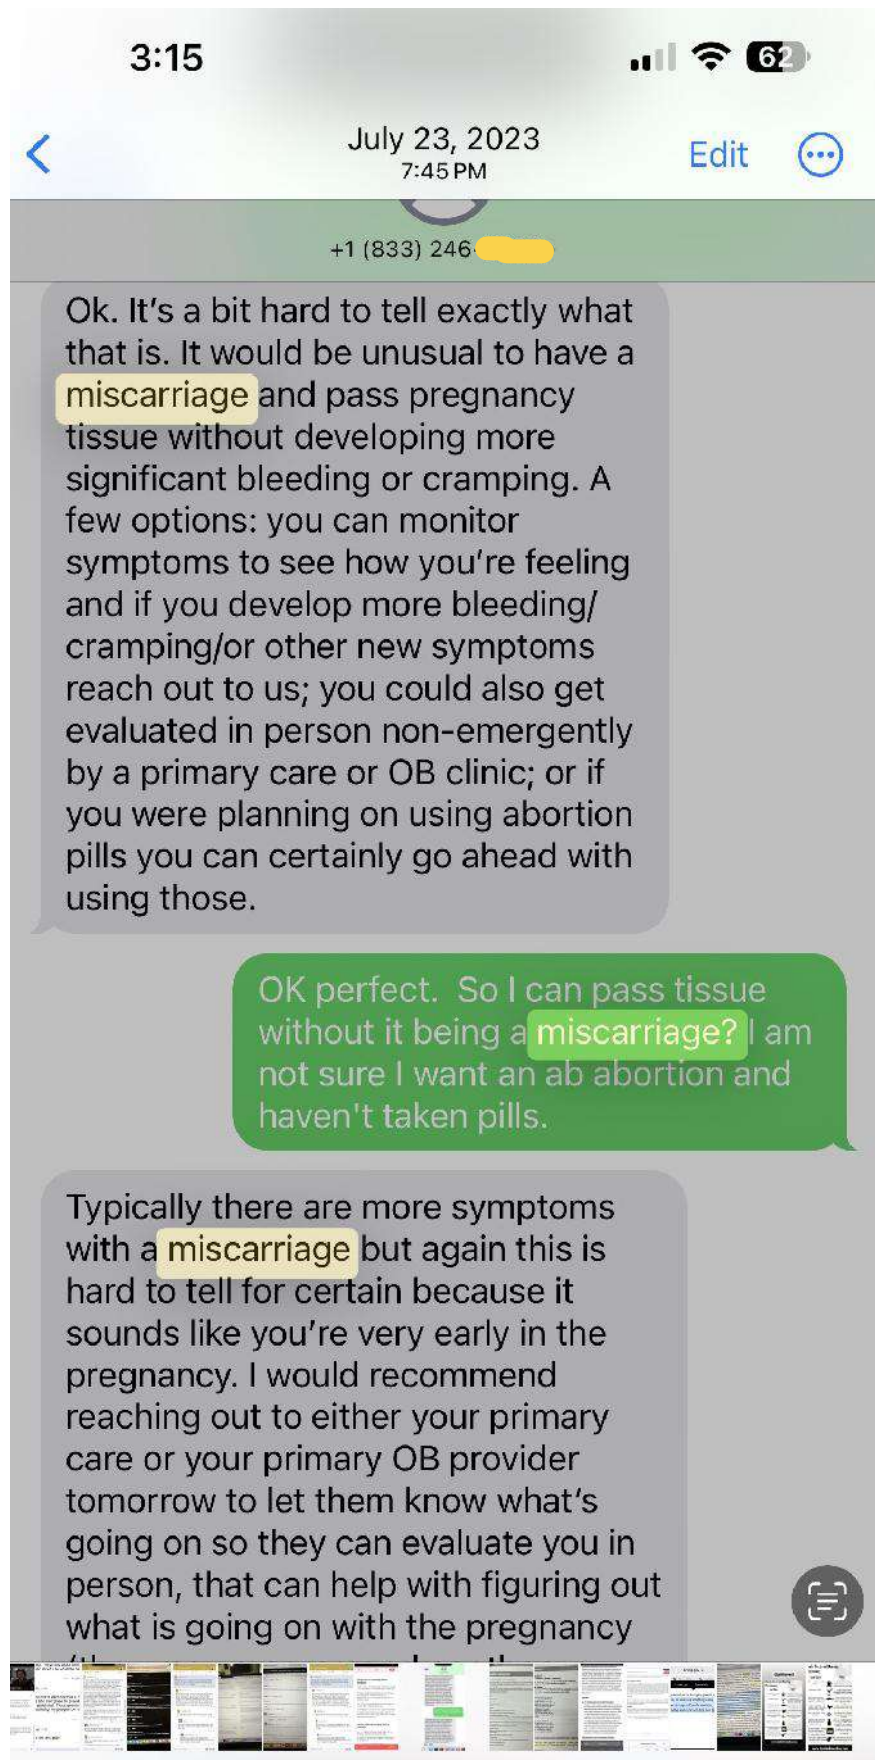 3:15
62
July 23, 2023
7:45 PM
Edit
+1 (833) 246-
Ok. It's a bit hard to tell exactly what
that is. It would be unusual to have a
miscarriage and pass pregnancy
tissue without developing more
significant bleeding or cramping. A
few options: you can monitor
symptoms to see how you're feeling
and if you develop more bleeding/
cramping/or other new symptoms
reach out to us; you could also get
evaluated in person non-emergently
by a primary care or OB clinic; or if
you were planning on using abortion
pills you can certainly go ahead with
using those.
OK perfect.  So I can pass tissue
without it being a miscarriage? I am
not sure I want an ab abortion and
haven't taken pills.
Typically there are more symptoms
with a miscarriage but again this is
hard to tell for certain because it
sounds like you're very early in the
pregnancy. I would recommend
reaching out to either your primary
care or your primary OB provider
tomorrow to let them know what's
going on so they can evaluate you in
person, that can help with figuring out
what is going on with the pregnancy